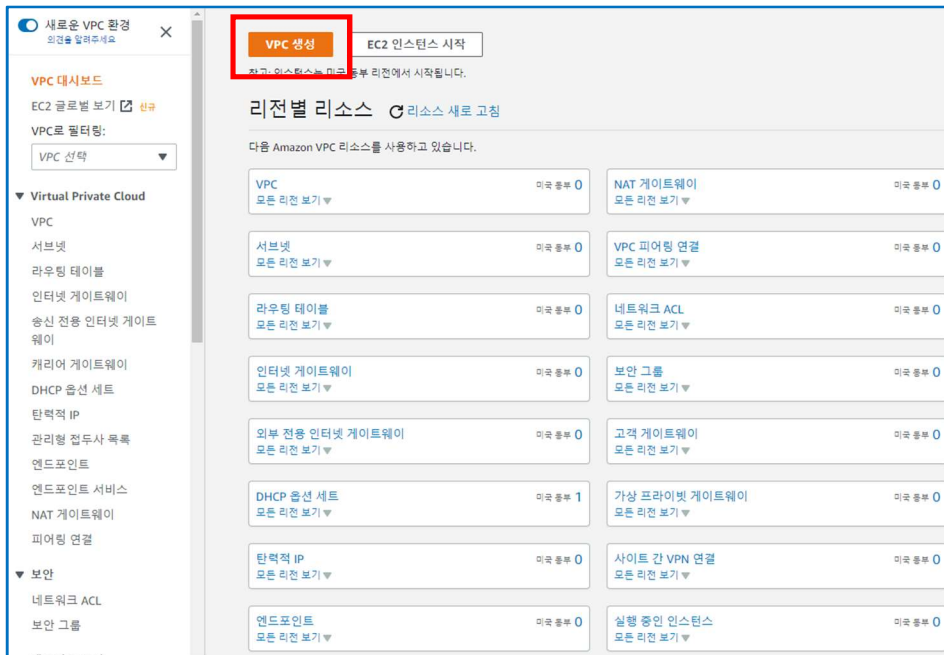 새로운 VPC 환경
의견을 알려주세요
VPC 대시보드
EC2 글로벌 보기 신규
VPC로 필터링:
VPC 선택
Virtual Private Cloud
VPC
서브넷
라우팅 테이블
인터넷 게이트웨이
송신 전용 인터넷 게이트
웨이
캐리어 게이트웨이
DHCP 옵션 세트
탄력적 IP
관리형 접두사 목록
엔드포인트
엔드포인트 서비스
NAT 게이트웨이
피어링 연결
보안
네트워크 ACL
보안 그룹
VPC 생성 EC2 인스턴스 시작
참고: 인스턴스는 미국 동부 리전에서 시작됩니다.
리전별 리소스 리소스 새로 고침
다음 Amazon VPC 리소스를 사용하고 있습니다.
VPC 미국 동부 0
모든 리전 보기
NAT 게이트웨이 미국 동부 0
모든 리전 보기
서브넷 미국 동부 0
모든 리전 보기
VPC 피어링 연결 미국 동부 0
모든 리전 보기
라우팅 테이블 미국 동부 0
모든 리전 보기
네트워크 ACL 미국 동부 0
모든 리전 보기
인터넷 게이트웨이 미국 동부 0
모든 리전 보기
보안 그룹 미국 동부 0
모든 리전 보기
외부 전용 인터넷 게이트웨이 미국 동부 0
모든 리전 보기
고객 게이트웨이 미국 동부 0
모든 리전 보기
DHCP 옵션 세트 미국 동부 1
모든 리전 보기
가상 프라이빗 게이트웨이 미국 동부 0
모든 리전 보기
탄력적 IP 미국 동부 0
모든 리전 보기
사이트 간 VPN 연결 미국 동부 0
모든 리전 보기
엔드포인트 미국 동부 0
모든 리전 보기
실행 중인 인스턴스 미국 동부 0
모든 리전 보기